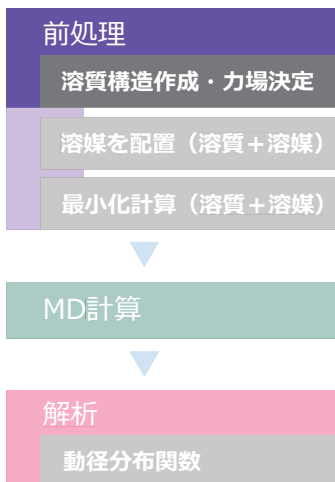 前処理
溶質構造作成・力場決定
溶媒を配置（溶質＋溶媒）
最小化計算（溶質＋溶媒）
MD計算
解析
動径分布関数